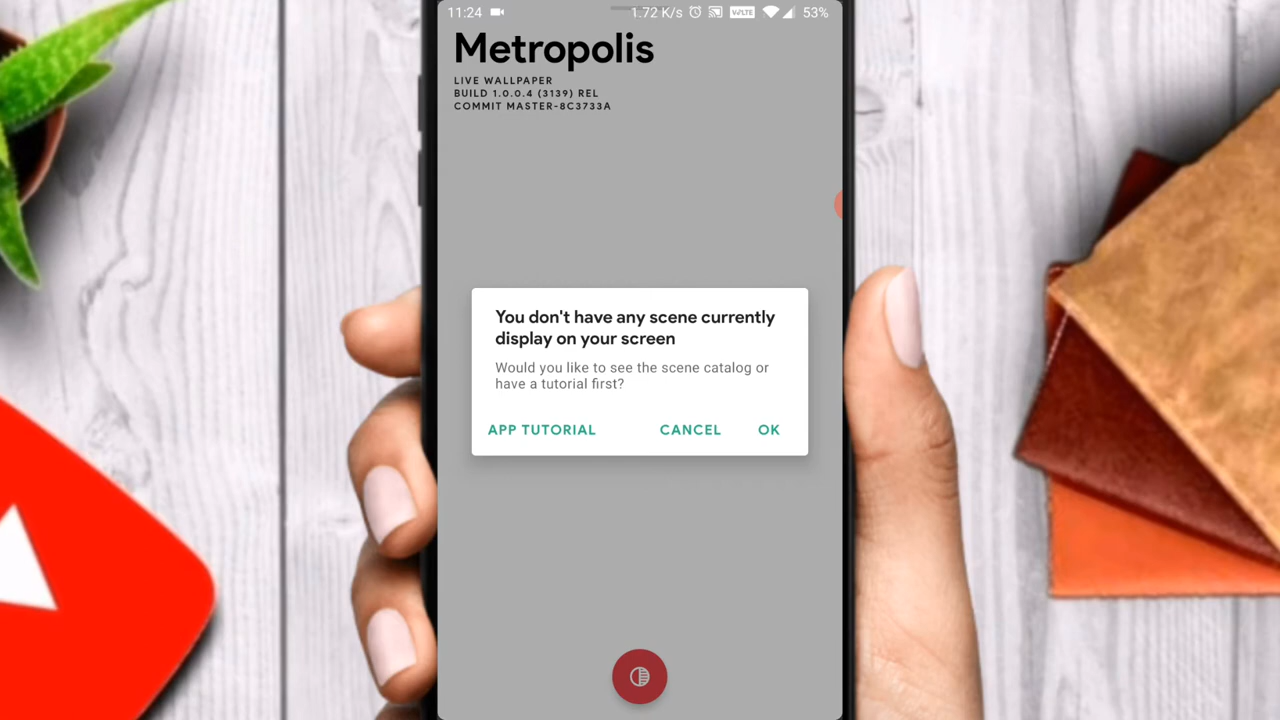 11:24 1.72 K/s VoLTE 53%
Metropolis
LIVE WALLPAPER
BUILD 1.0.0.4 (3139) REL
COMMIT MASTER-8C3733A
You don't have any scene currently
display on your screen
Would you like to see the scene catalog or
have a tutorial first?
APP TUTORIAL CANCEL OK